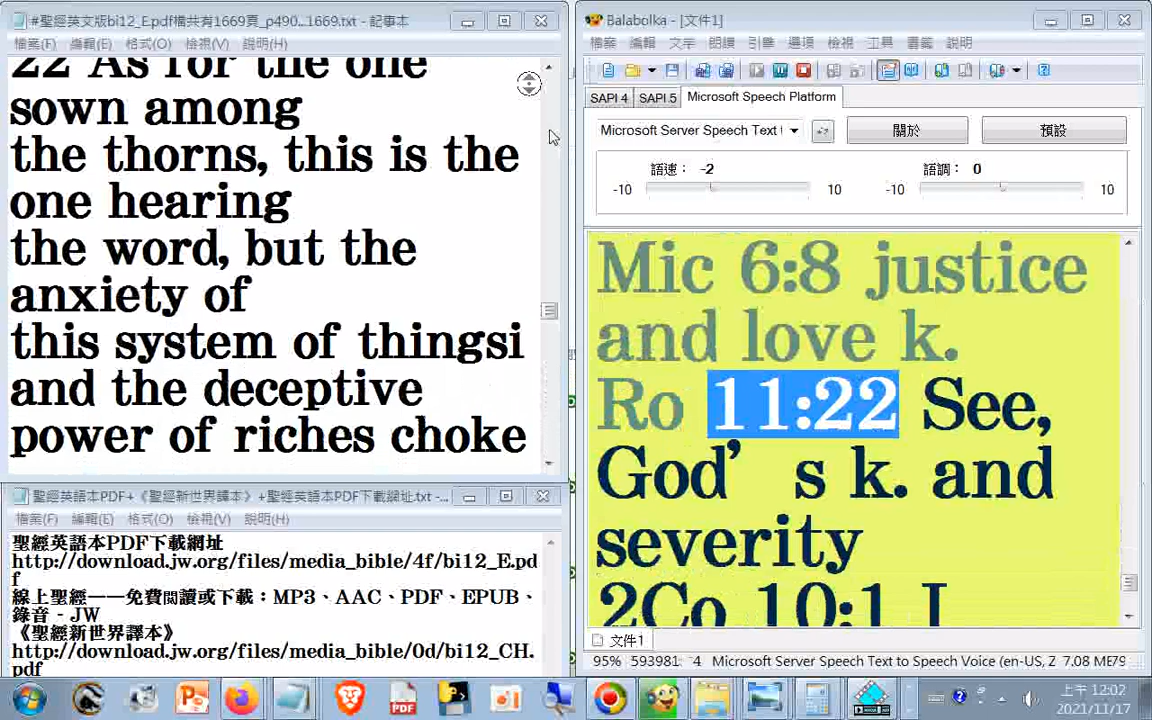 #聖經英文版bi12_E.pdf檔共有1669頁_p490...1669.txt - 記事本
檔案(F) 編輯(E) 格式(O) 檢視(V) 說明(H)
22 As for the one
sown among
the thorns, this is the
one hearing
the word, but the
anxiety of
this system of thingsi
and the deceptive
power of riches choke
聖經英語本PDF+《聖經新世界譯本》+聖經英語本PDF下載網址.txt - ...
檔案(F) 編輯(E) 格式(O) 檢視(V) 說明(H)
聖經英語本PDF下載網址
http://download.jw.org/files/media_bible/4f/bi12_E.pd
f
線上聖經——免費閱讀或下載：MP3、AAC、PDF、EPUB、
錄音 - JW
《聖經新世界譯本》
http://download.jw.org/files/media_bible/0d/bi12_CH.
pdf
Balabolka - [文件1]
檔案 編輯 文字 朗讀 引擎 選項 檢視 工具 書籤 說明
SAPI 4 SAPI 5 Microsoft Speech Platform
Microsoft Server Speech Text 關於 預設
語速： -2 語調： 0
-10 10 -10 10
Mic 6:8 justice
and love k.
Ro 11:22 See,
God’s k. and
severity
2Co 10:1 I
文件1
95% 593981: 4 Microsoft Server Speech Text to Speech Voice (en-US, Z 7.08 ME79
PDF
上午 12:02
2021/11/17